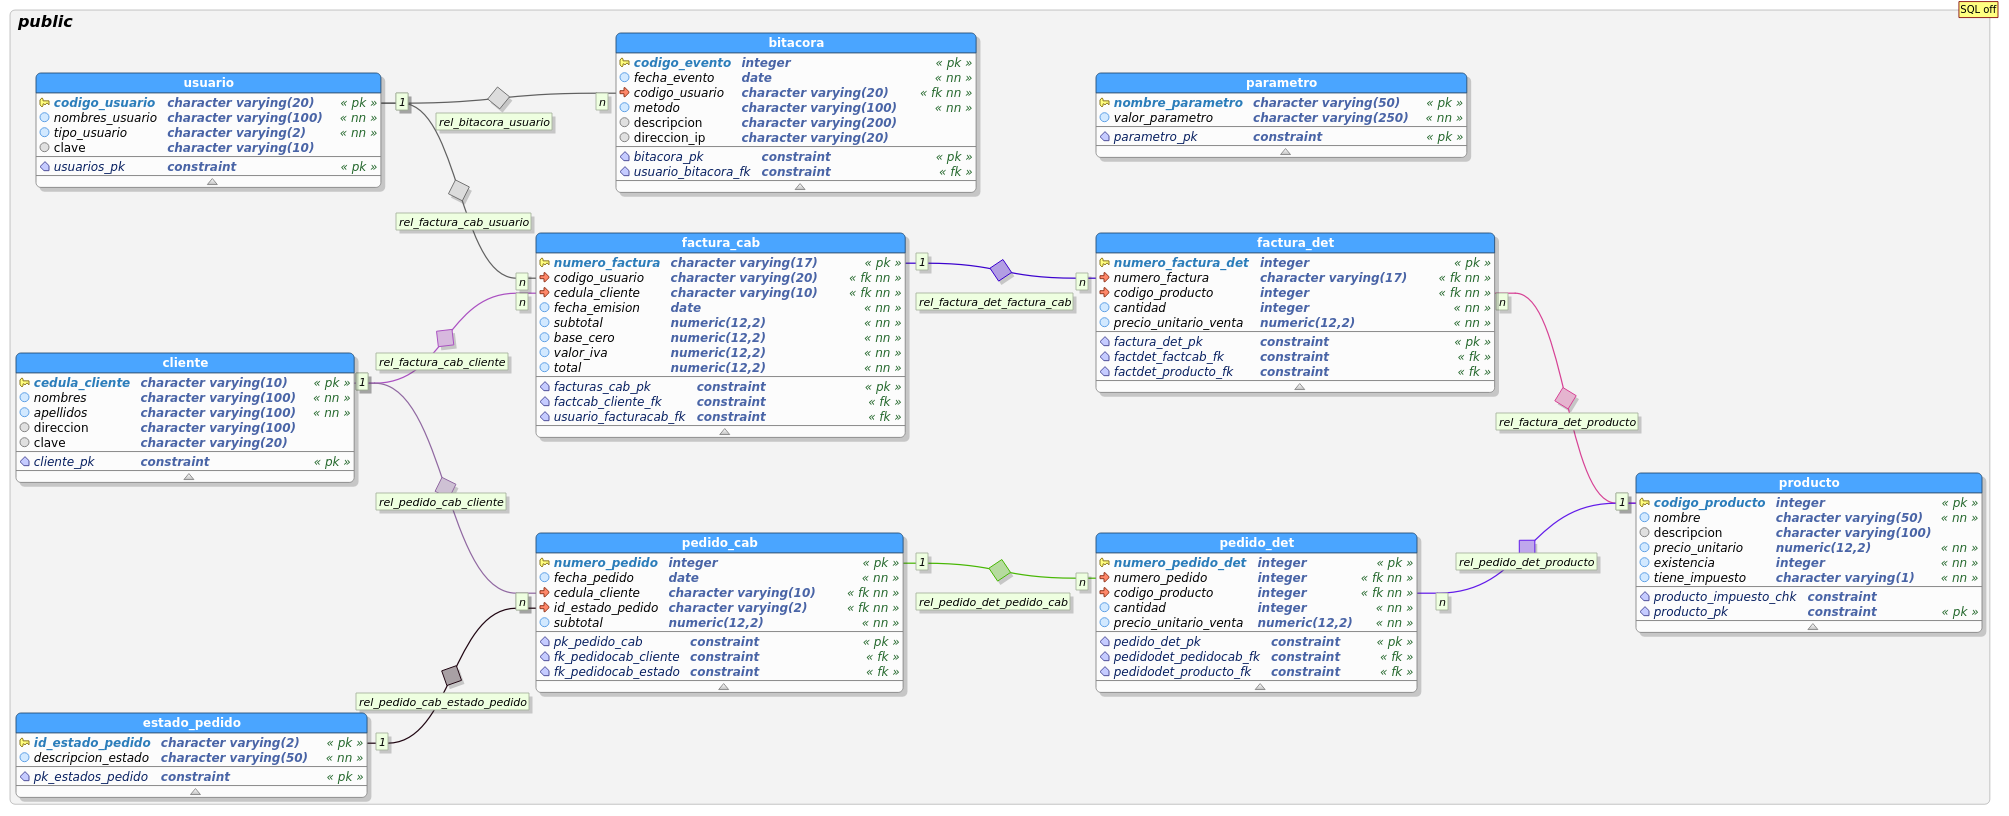 public
SQL off
usuario
codigo_usuario character varying(20) « pk »
nombres_usuario character varying(100) « nn »
tipo_usuario character varying(2) « nn »
clave character varying(10)
usuarios_pk constraint « pk »
1
rel_bitacora_usuario
n
bitacora
codigo_evento integer « pk »
fecha_evento date « nn »
codigo_usuario character varying(20) « fk nn »
metodo character varying(100) « nn »
descripcion character varying(200)
direccion_ip character varying(20)
bitacora_pk constraint « pk »
usuario_bitacora_fk constraint « fk »
parametro
nombre_parametro character varying(50) « pk »
valor_parametro character varying(250) « nn »
parametro_pk constraint « pk »
rel_factura_cab_usuario
n
n
factura_cab
numero_factura character varying(17) « pk »
codigo_usuario character varying(20) « fk nn »
cedula_cliente character varying(10) « fk nn »
fecha_emision date « nn »
subtotal numeric(12,2) « nn »
base_cero numeric(12,2) « nn »
valor_iva numeric(12,2) « nn »
total numeric(12,2) « nn »
facturas_cab_pk constraint « pk »
factcab_cliente_fk constraint « fk »
usuario_facturacab_fk constraint « fk »
1
rel_factura_det_factura_cab
n
factura_det
numero_factura_det integer « pk »
numero_factura character varying(17) « fk nn »
codigo_producto integer « fk nn »
cantidad integer « nn »
precio_unitario_venta numeric(12,2) « nn »
factura_det_pk constraint « pk »
factdet_factcab_fk constraint « fk »
factdet_producto_fk constraint « fk »
n
rel_factura_det_producto
cliente
cedula_cliente character varying(10) « pk »
nombres character varying(100) « nn »
apellidos character varying(100) « nn »
direccion character varying(100)
clave character varying(20)
cliente_pk constraint « pk »
1
rel_factura_cab_cliente
rel_pedido_cab_cliente
producto
codigo_producto integer « pk »
nombre character varying(50) « nn »
descripcion character varying(100)
precio_unitario numeric(12,2) « nn »
existencia integer « nn »
tiene_impuesto character varying(1) « nn »
producto_impuesto_chk constraint
producto_pk constraint « pk »
1
rel_pedido_det_producto
n
pedido_cab
numero_pedido integer « pk »
fecha_pedido date « nn »
cedula_cliente character varying(10) « fk nn »
id_estado_pedido character varying(2) « fk nn »
subtotal numeric(12,2) « nn »
pk_pedido_cab constraint « pk »
fk_pedidocab_cliente constraint « fk »
fk_pedidocab_estado constraint « fk »
n
1
rel_pedido_det_pedido_cab
n
pedido_det
numero_pedido_det integer « pk »
numero_pedido integer « fk nn »
codigo_producto integer « fk nn »
cantidad integer « nn »
precio_unitario_venta numeric(12,2) « nn »
pedido_det_pk constraint « pk »
pedidodet_pedidocab_fk constraint « fk »
pedidodet_producto_fk constraint « fk »
rel_pedido_cab_estado_pedido
estado_pedido
id_estado_pedido character varying(2) « pk »
descripcion_estado character varying(50) « nn »
pk_estados_pedido constraint « pk »
1